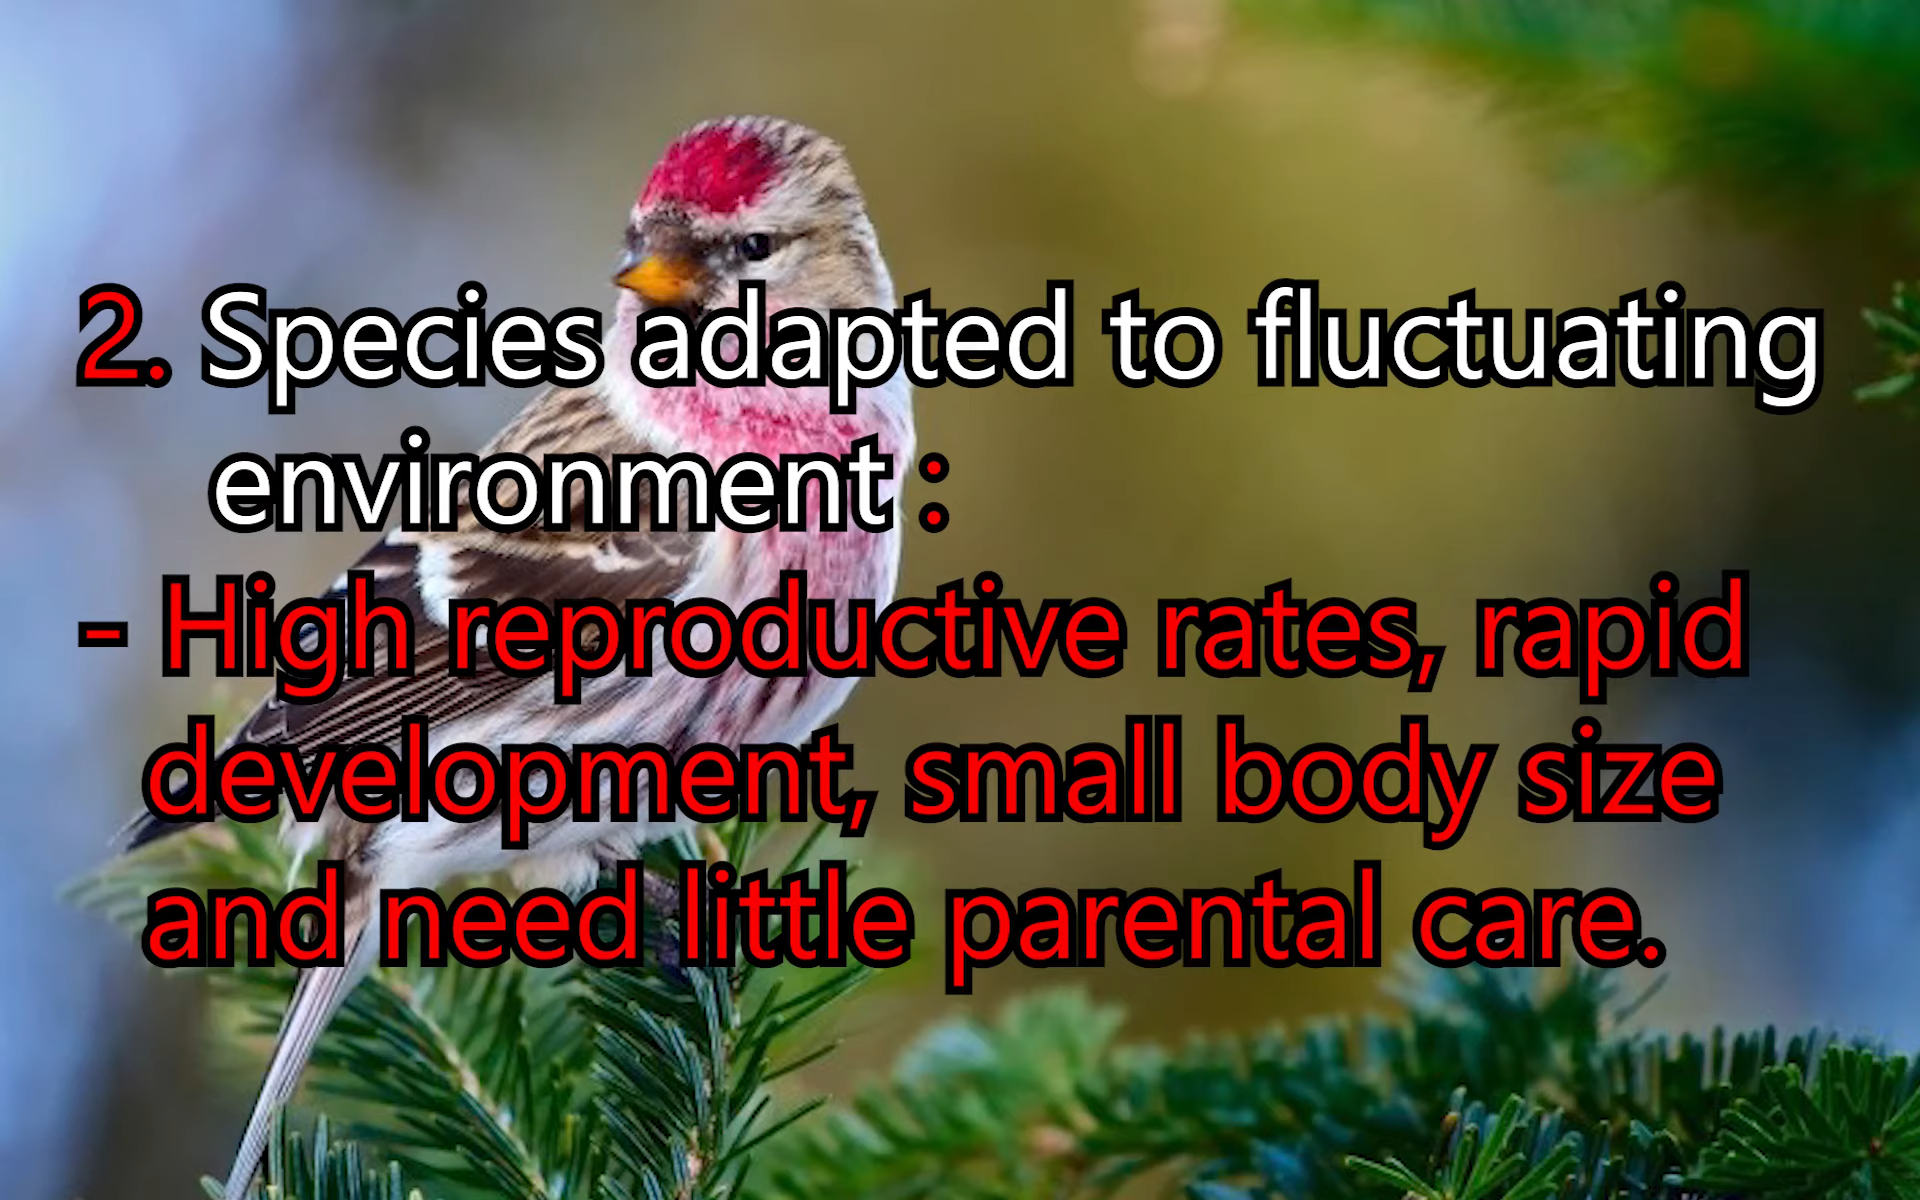 2. Species adapted to fluctuating
environment :
- High reproductive rates, rapid
development, small body size
and need little parental care.